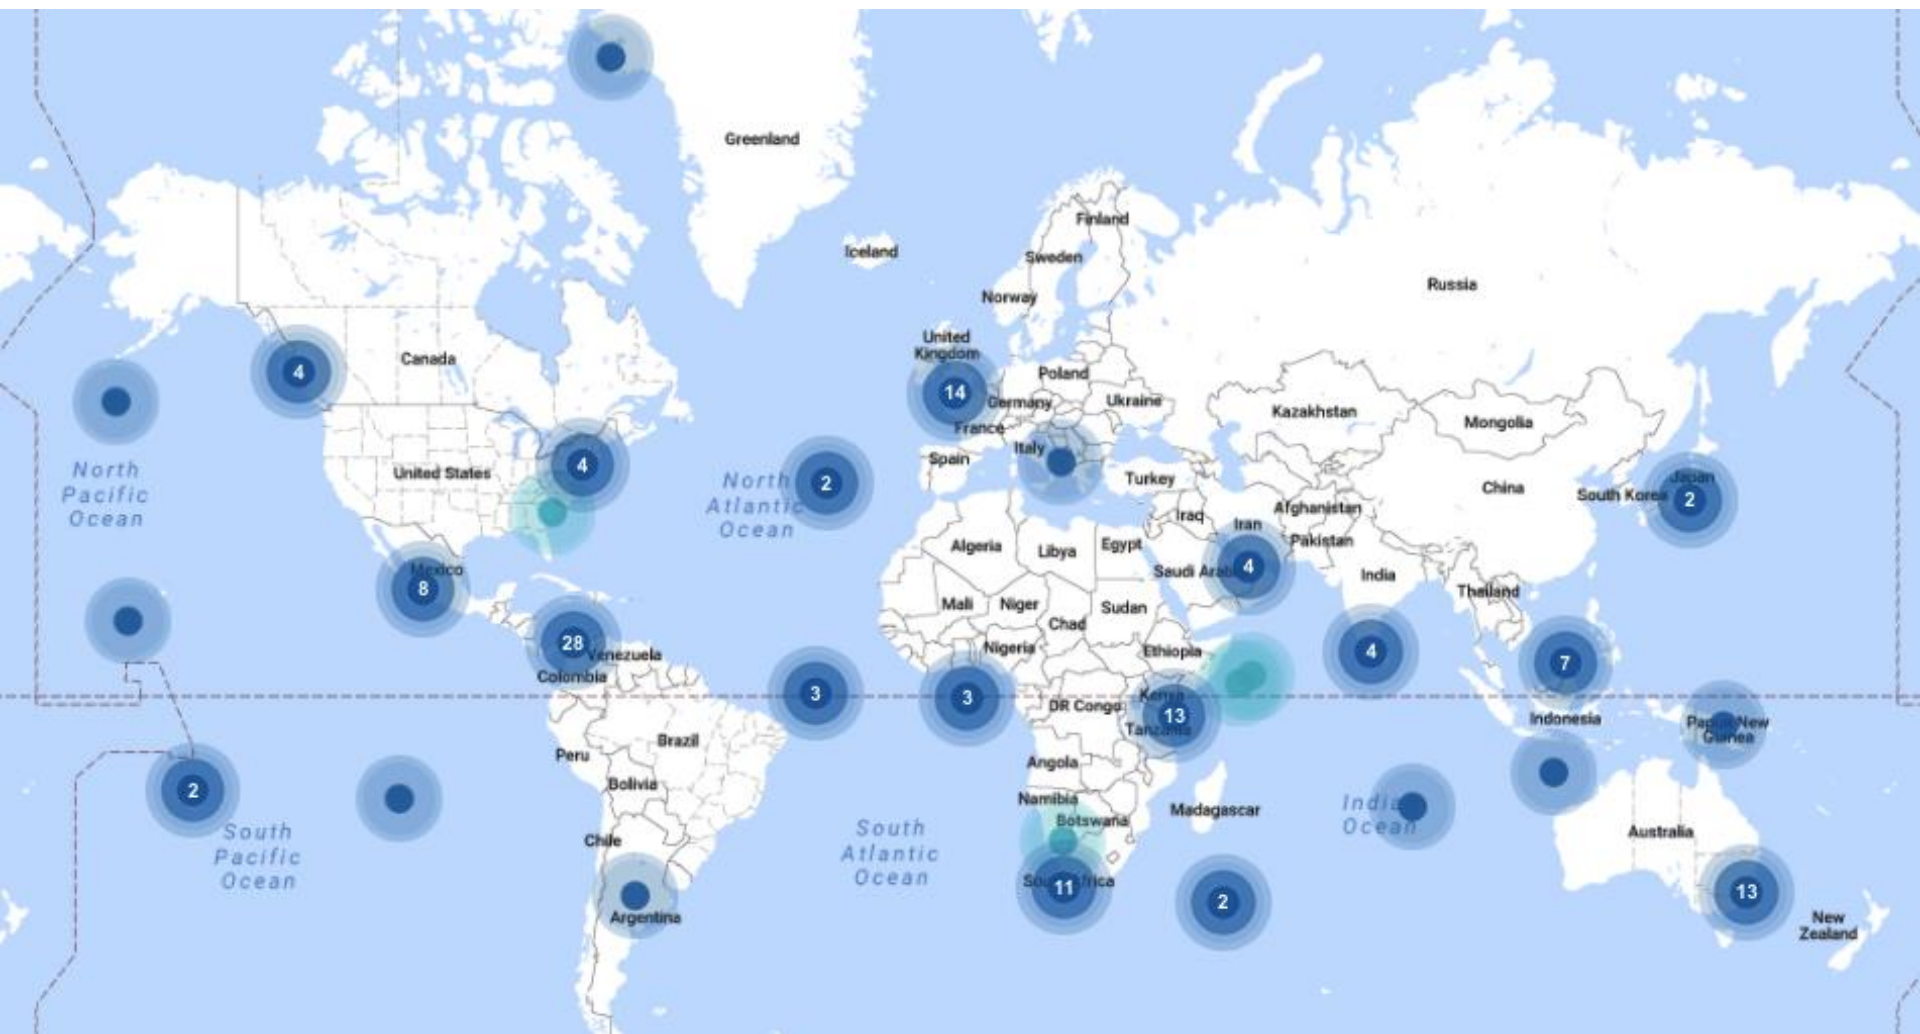 Greenland
Finland
Iceland
Sweden
Russia
Norway
United
Kingdom
4
Canada
Poland
14
Germany
Ukraine
Kazakhstan
Mongolia
France
Italy
Spain
North
Pacific
Ocean
United States
4
North
Atlantic
Ocean
2
Turkey
China
Japan
South Korea
2
Iraq
Iran
Afghanistan
Pakistan
Algeria
Libya
Egypt
Saudi Arabia
4
India
Mexico
8
Thailand
Mali
Niger
Sudan
Chad
28
Venezuela
Colombia
Nigeria
Ethiopia
4
7
3
3
Kenya
DR Congo
13
Tanzania
Indonesia
Papua New
Guinea
Brazil
Peru
Bolivia
Angola
2
Namibia
Botswana
Madagascar
Indian
Ocean
South
Pacific
Ocean
Chile
South
Atlantic
Ocean
Australia
South Africa
11
2
13
Argentina
New
Zealand